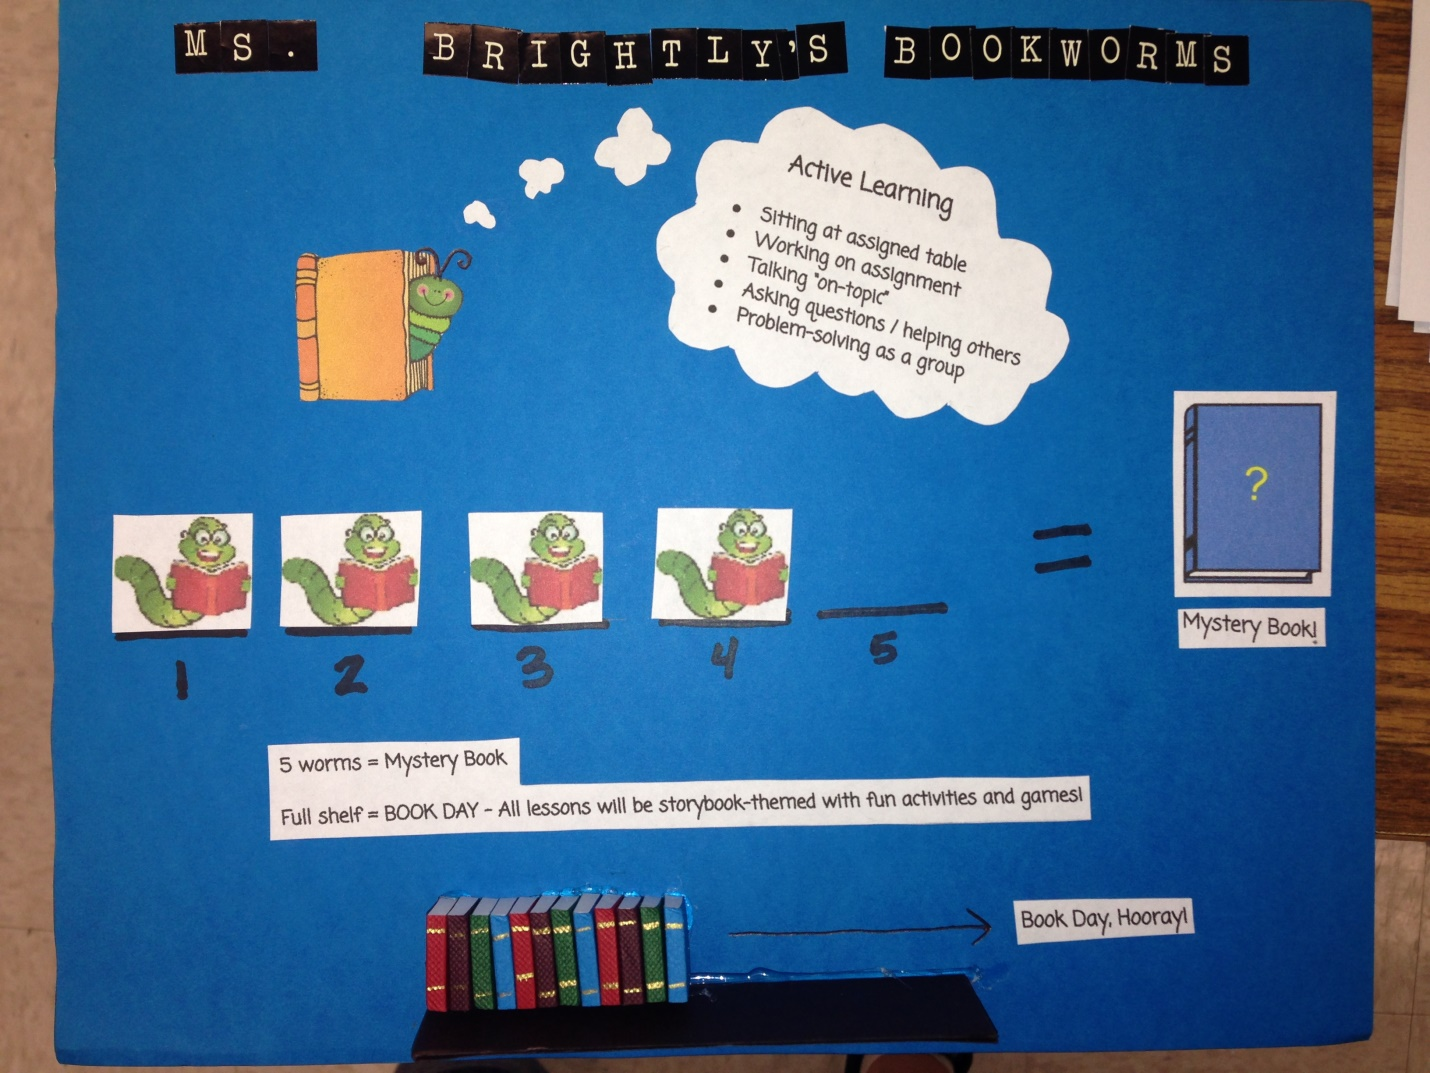 MS. BRIGHTLY'S BOOKWORMS
Active Learning
• Sitting at assigned table
• Working on assignment
• Talking "on-topic"
• Asking questions / helping others
• Problem-solving as a group
?
Mystery Book!
=
1 2 3 4 5
5 worms = Mystery Book
Full shelf = BOOK DAY - All lessons will be storybook-themed with fun activities and games!
Book Day, Hooray!